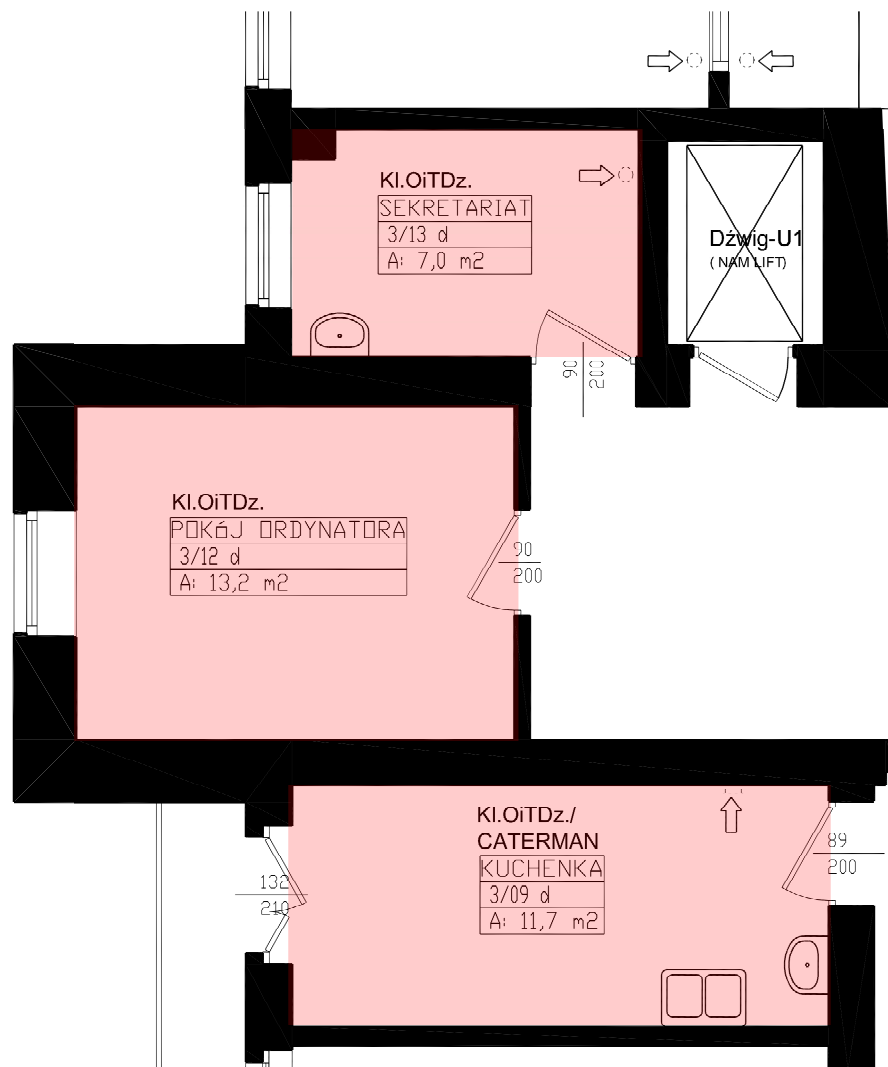 Kl.OiTDz.
SEKRETARIAT
3/13 d
A: 7,0 m2
Dźwig-U1
( NAM LIFT)
90
200
Kl.OiTDz.
POKóJ ORDYNATORA
3/12 d
A: 13,2 m2
90
200
Kl.OiTDz./
CATERMAN
KUCHENKA
3/09 d
A: 11,7 m2
89
200
132
210